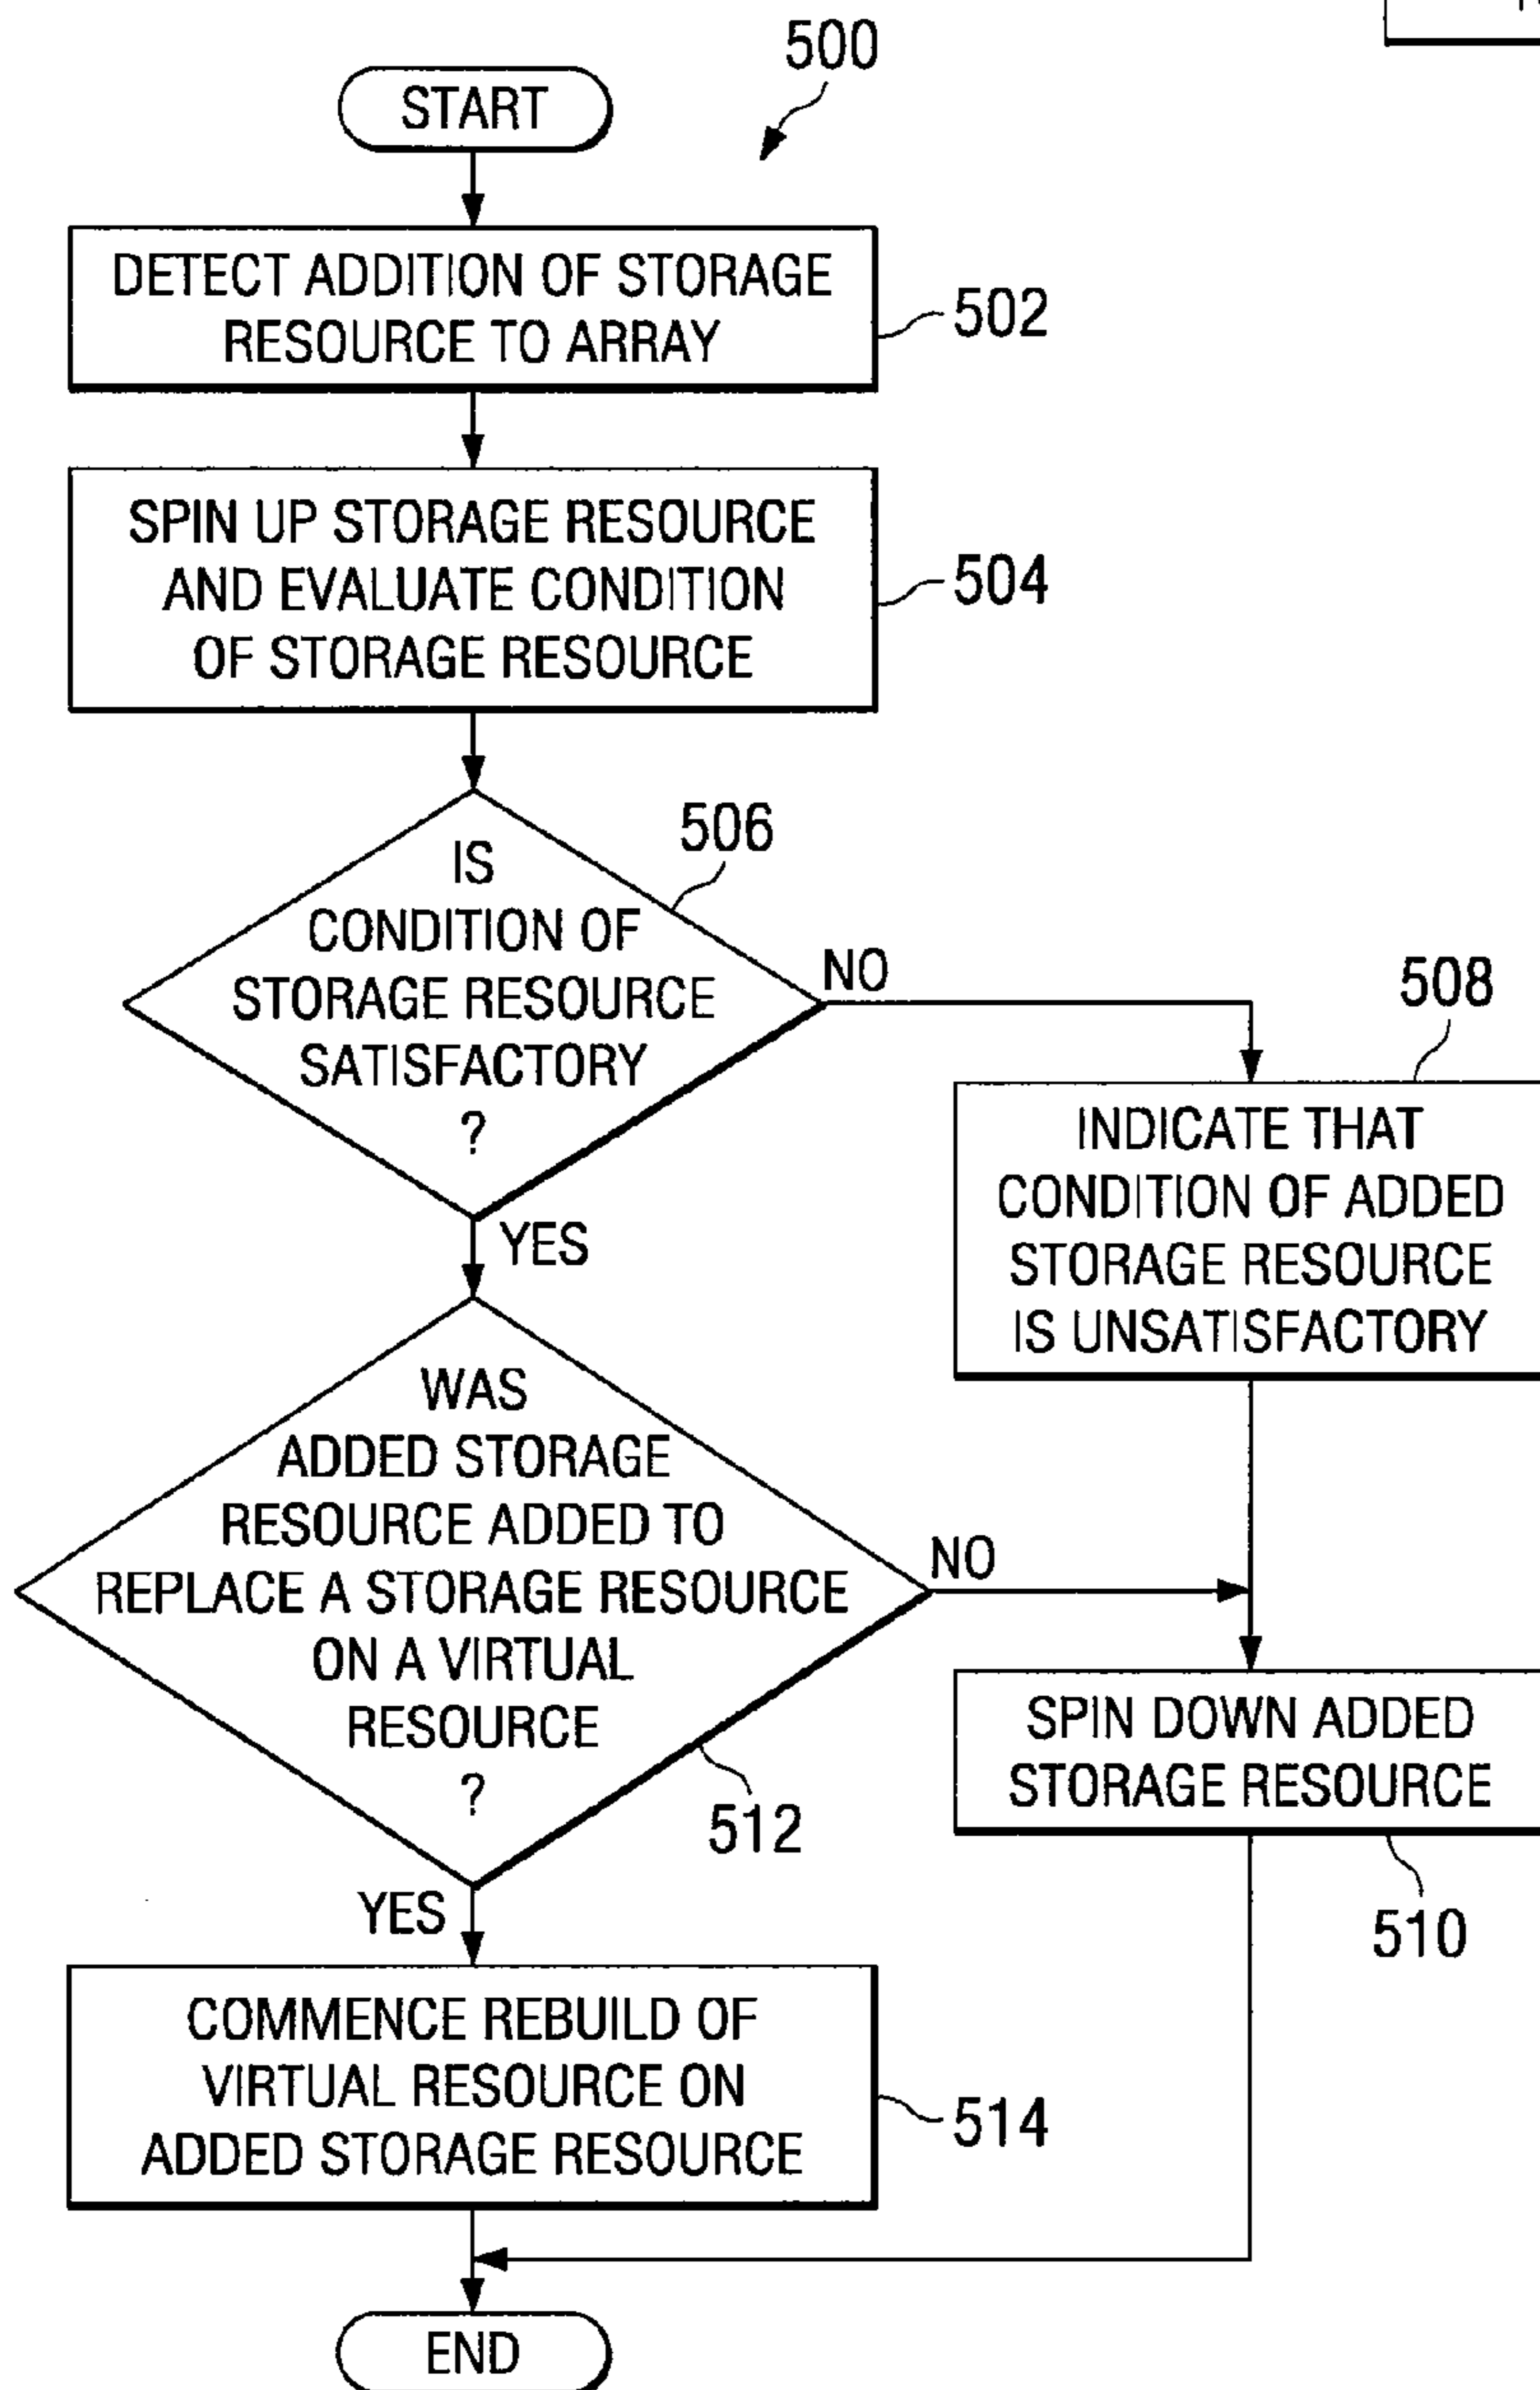 500
START
DETECT ADDITION OF STORAGE
RESOURCE TO ARRAY
502
SPIN UP STORAGE RESOURCE
AND EVALUATE CONDITION
OF STORAGE RESOURCE
504
506
IS
CONDITION OF
STORAGE RESOURCE
SATISFACTORY
?
NO
YES
508
INDICATE THAT
CONDITION OF ADDED
STORAGE RESOURCE
IS UNSATISFACTORY
WAS
ADDED STORAGE
RESOURCE ADDED TO
REPLACE A STORAGE RESOURCE
ON A VIRTUAL
RESOURCE
?
NO
512
YES
SPIN DOWN ADDED
STORAGE RESOURCE
510
COMMENCE REBUILD OF
VIRTUAL RESOURCE ON
ADDED STORAGE RESOURCE
514
END